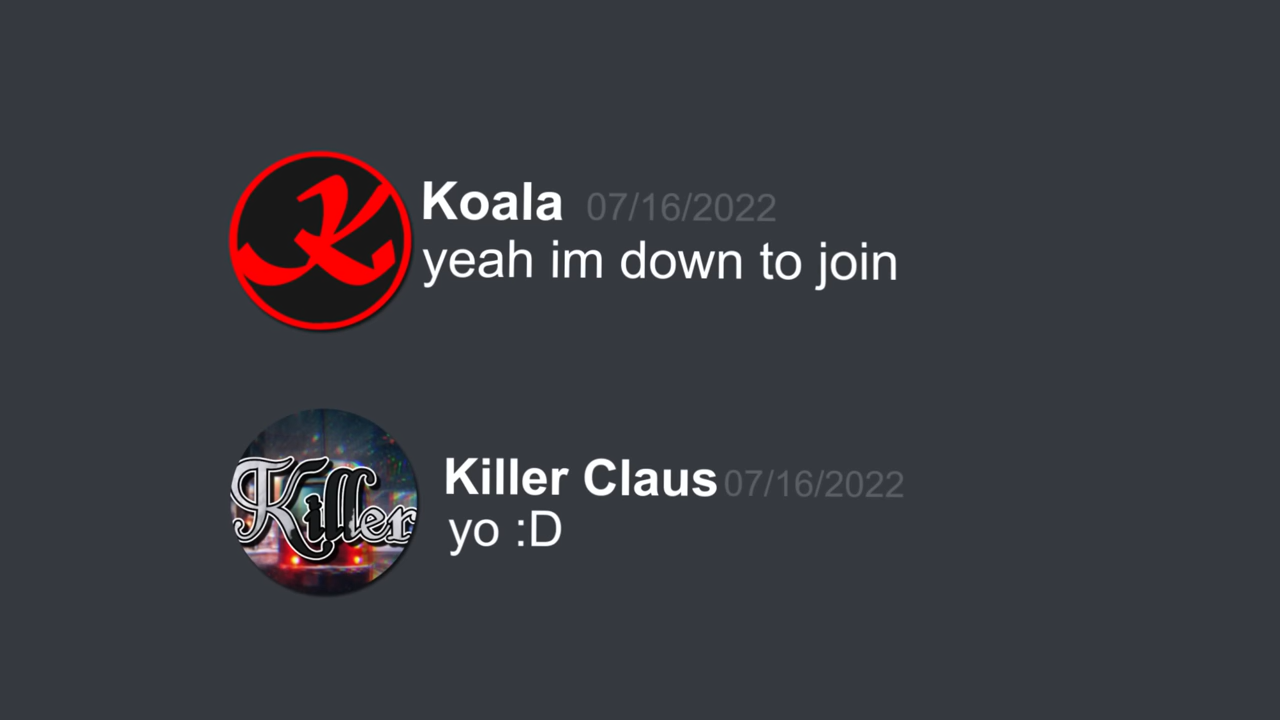 Koala 07/16/2022
yeah im down to join
Killer
Killer Claus 07/16/2022
yo :D